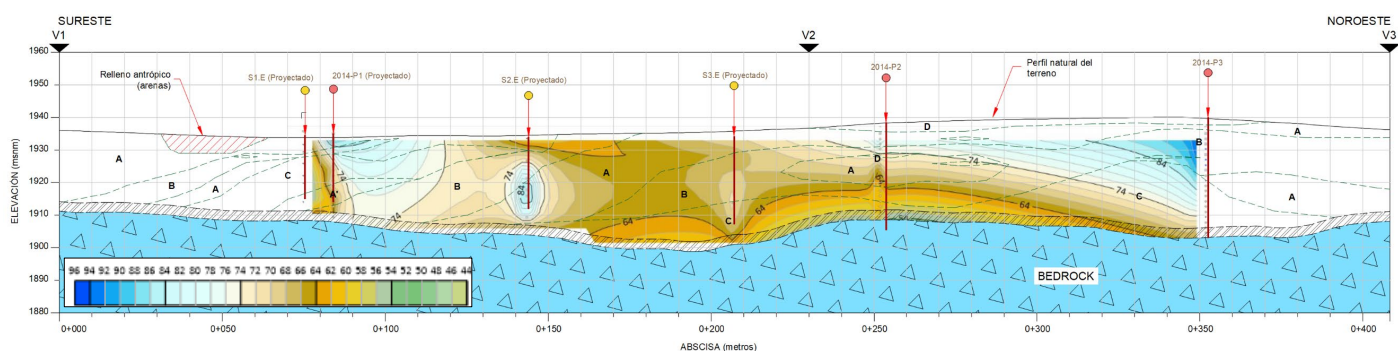 SURESTE
NOROESTE
V1
V2
V3
1960
1950
1940
1930
1920
1910
1900
1890
1880
ELEVACIÓN (msnm)
Relleno antrópico
(arenas)
S1.E (Proyectado)
2014-P1 (Proyectado)
S2.E (Proyectado)
S3.E (Proyectado)
2014-P2
Perfil natural del
terreno
2014-P3
A
B
A
C
A
74
74
74
B
84
A
B
64
C
64
A
D
D
64
74
74
64
84
C
B
A
A
BEDROCK
96 94 92 90 88 86 84 82 80 78 76 74 72 70 68 66 64 62 60 58 56 54 52 50 48 46 44
0+000
0+050
0+100
0+150
0+200
0+250
0+300
0+350
0+400
ABSCISA (metros)